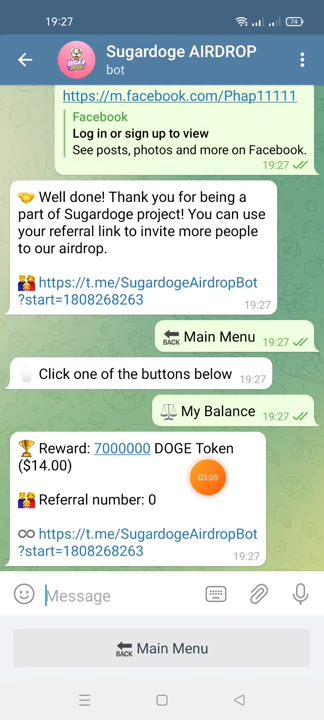 19:27
74
Sugardoge AIRDROP
bot
https://m.facebook.com/Phap11111
Facebook
Log in or sign up to view
See posts, photos and more on Facebook.
19:27
🤝 Well done! Thank you for being a
part of Sugardoge project! You can use
your referral link to invite more people
to our airdrop.
👫 https://t.me/SugardogeAirdropBot
?start=1808268263
19:27
🔙 Main Menu
19:27
Click one of the buttons below
19:27
⚖️ My Balance
19:27
🏆 Reward: 7000000 DOGE Token
($14.00)
03:05
👫 Referral number: 0
♾ https://t.me/SugardogeAirdropBot
?start=1808268263
19:27
Message
🔙 Main Menu